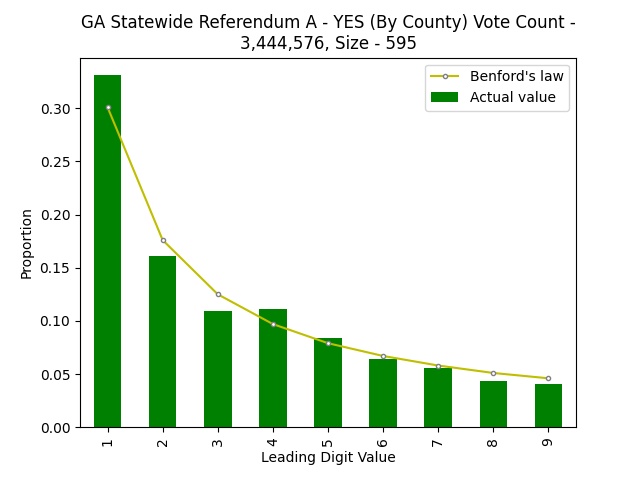 GA Statewide Referendum A - YES (By County) Vote Count -
3,444,576, Size - 595
Benford's law
Actual value
Proportion
0.30
0.25
0.20
0.15
0.10
0.05
0.00
1 2 3 4 5 6 7 8 9
Leading Digit Value